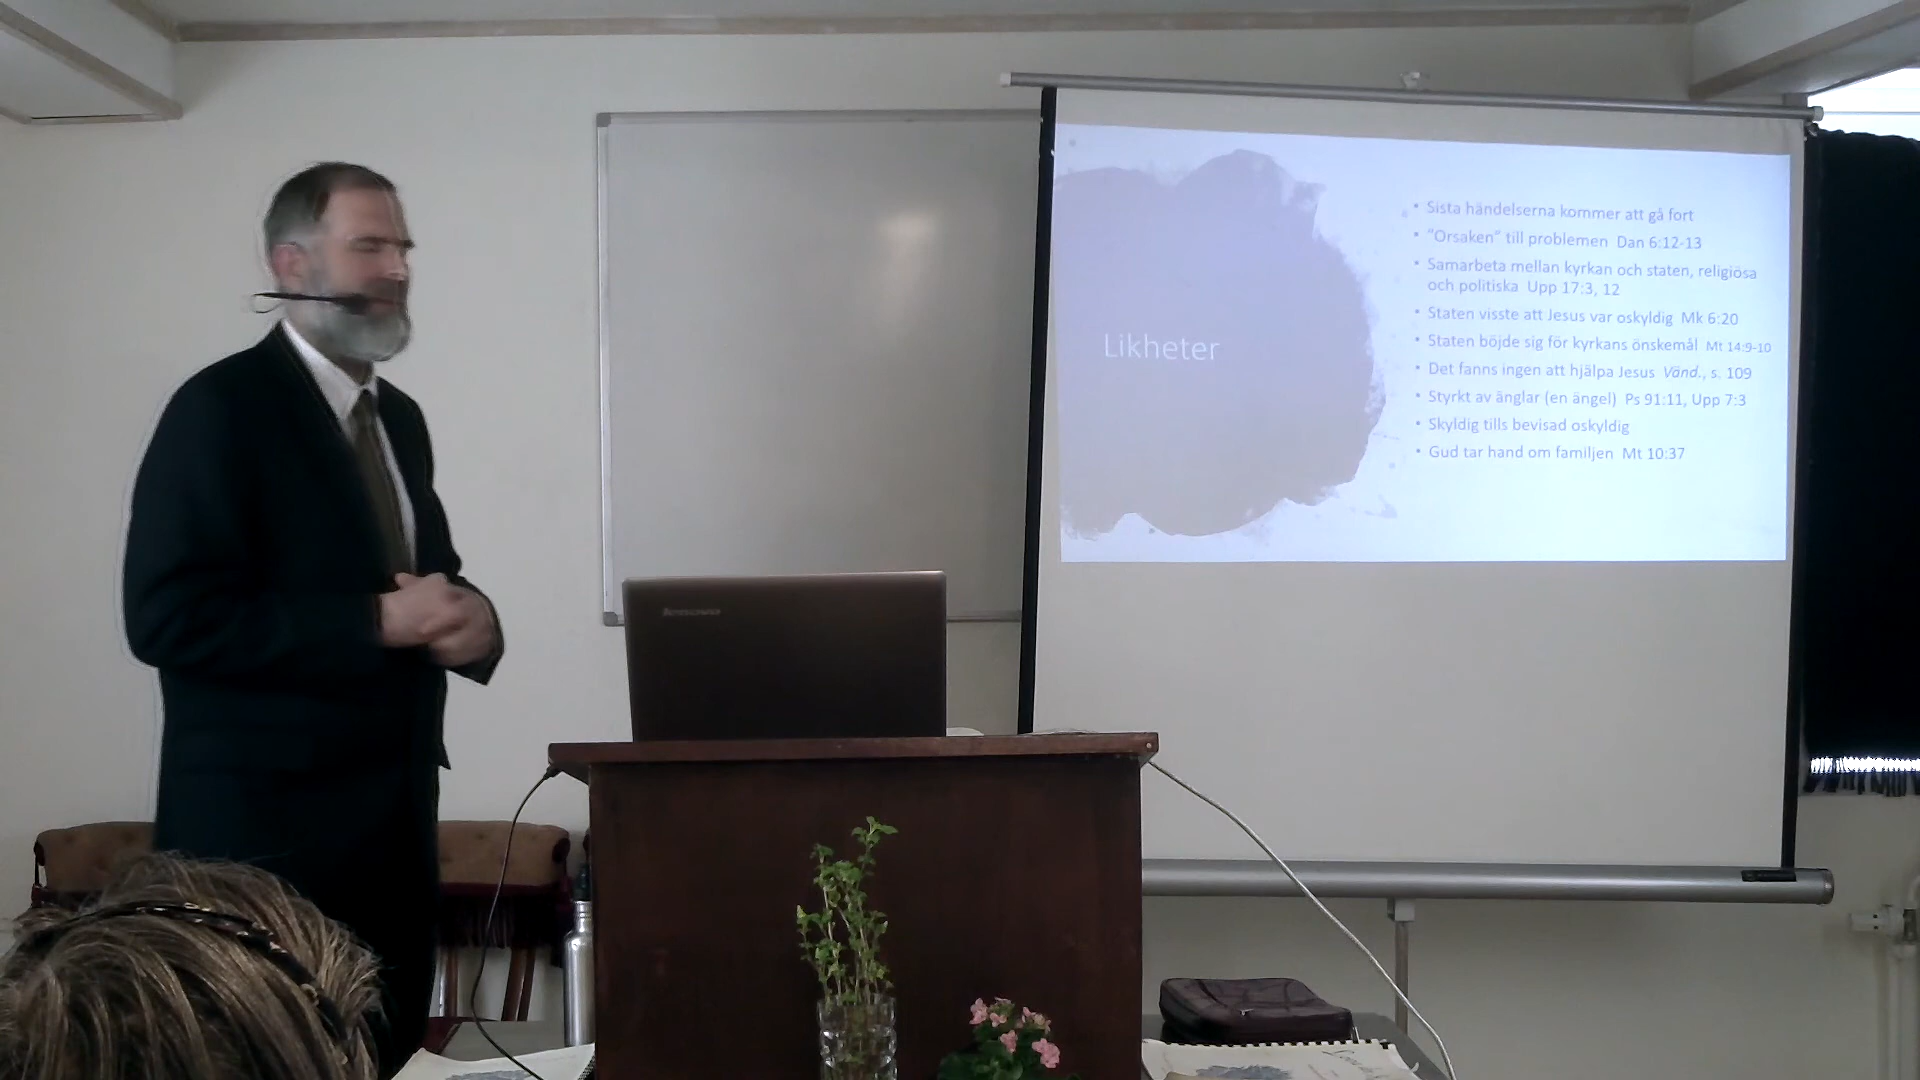 Likheter
• Sista händelserna kommer att gå fort
• "Orsaken" till problemen Dan 6:12-13
• Samarbeta mellan kyrkan och staten, religiösa
och politiska Upp 17:3, 12
• Staten visste att Jesus var oskyldig Mk 6:20
• Staten böjde sig för kyrkans önskemål Mt 14:9-10
• Det fanns ingen att hjälpa Jesus Vänd., s. 109
• Styrkt av änglar (en ängel) Ps 91:11, Upp 7:3
• Skyldig tills bevisad oskyldig
• Gud tar hand om familjen Mt 10:37
lenovo